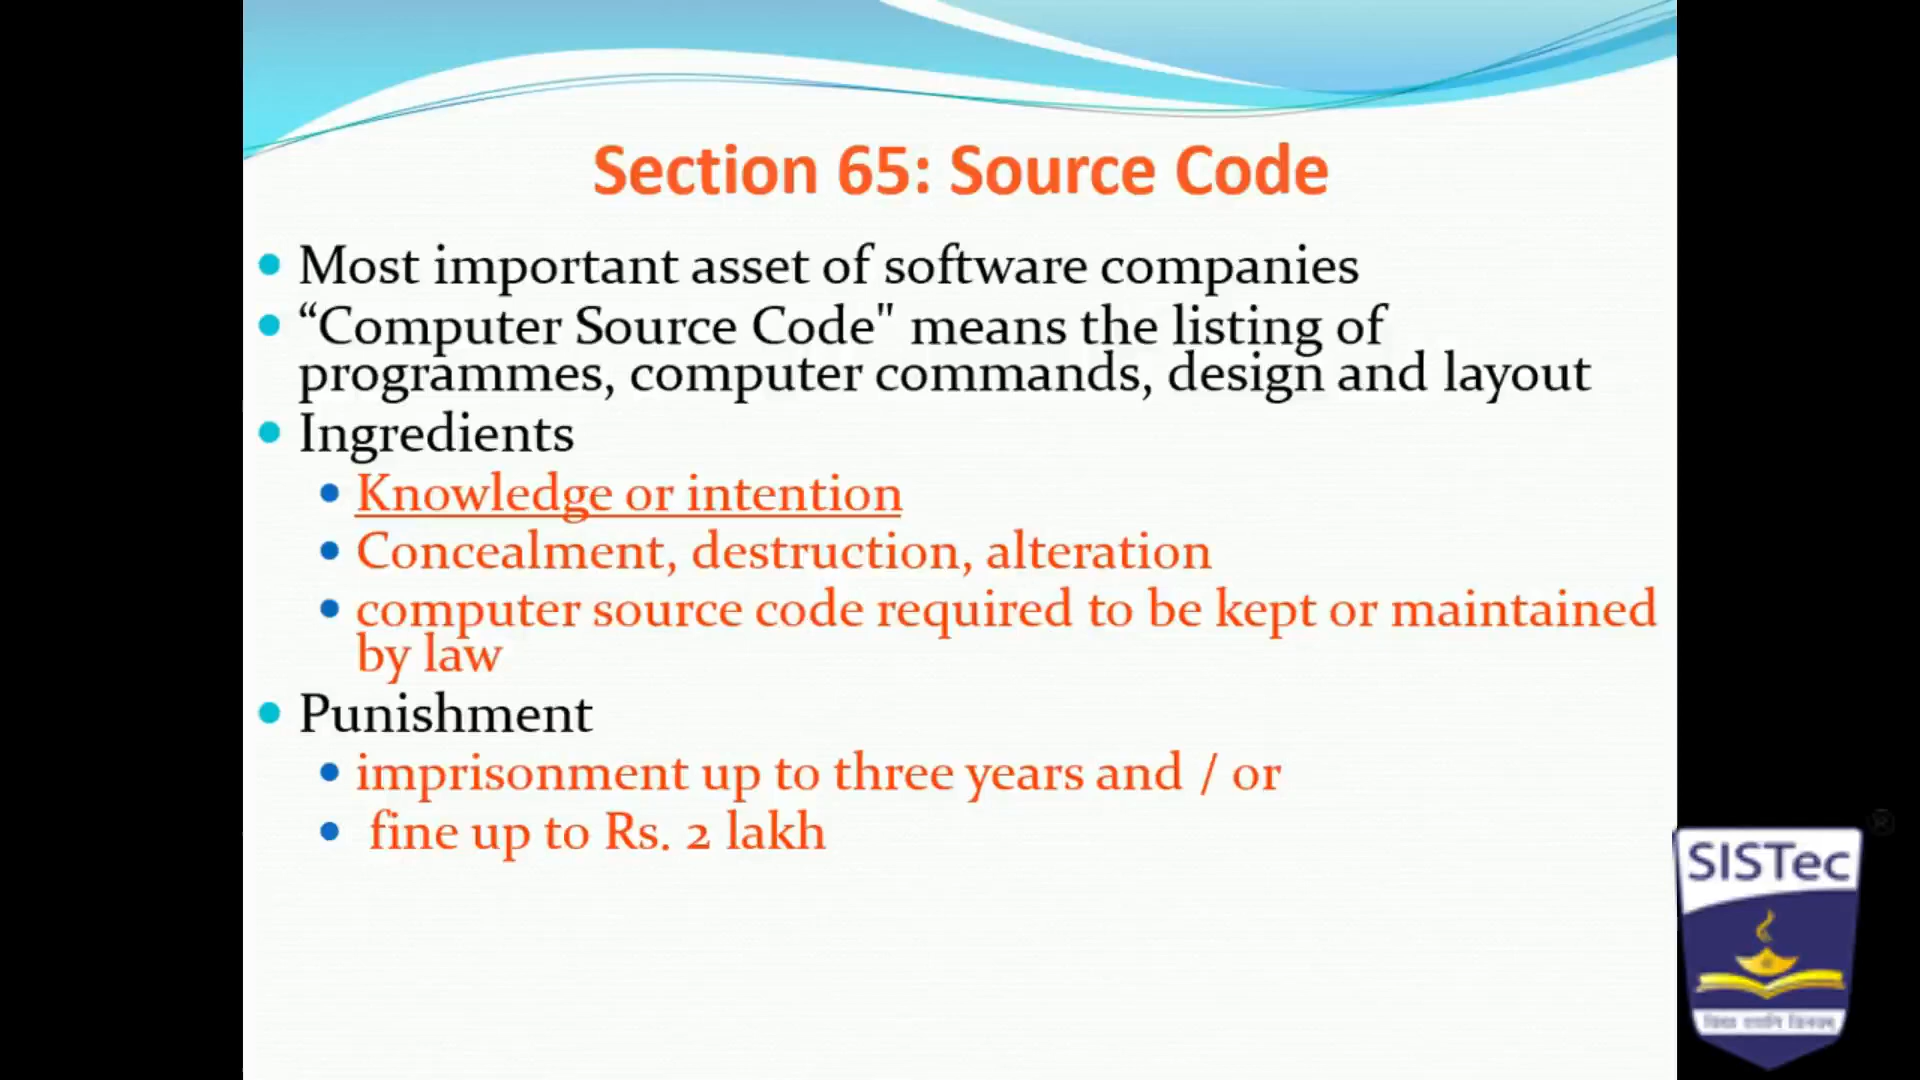 Section 65: Source Code
• Most important asset of software companies
• “Computer Source Code" means the listing of
programmes, computer commands, design and layout
• Ingredients
• Knowledge or intention
• Concealment, destruction, alteration
• computer source code required to be kept or maintained
by law
• Punishment
• imprisonment up to three years and / or
• fine up to Rs. 2 lakh
®
SISTec